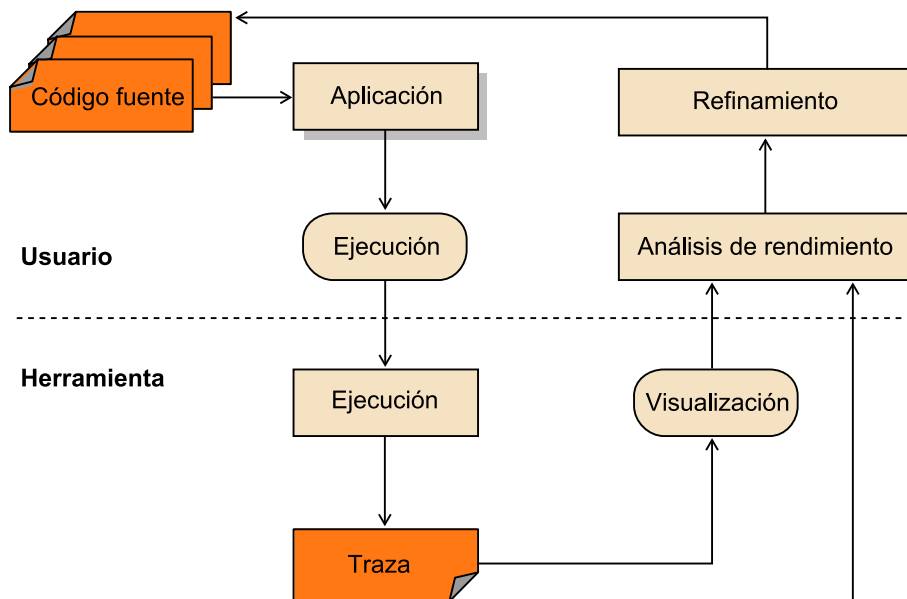 Código fuente
Aplicación
Refinamiento
Usuario
Ejecución
Análisis de rendimiento
Herramienta
Ejecución
Visualización
Traza